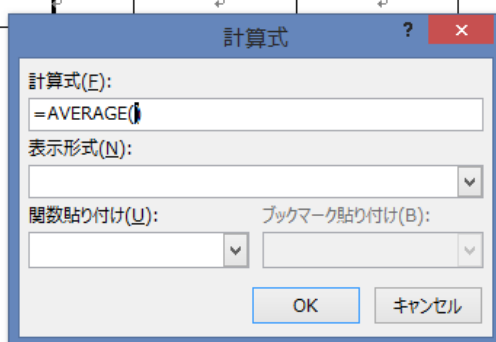 計算式
計算式(F):
=AVERAGE()
表示形式(N):
関数貼り付け(U):
ブックマーク貼り付け(B):
OK
キャンセル